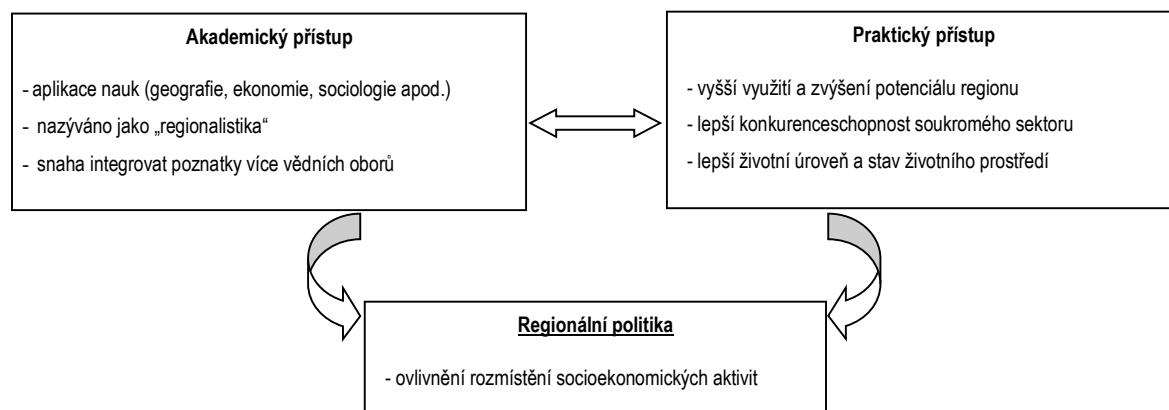 Akademický přístup
- aplikace nauk (geografie, ekonomie, sociologie apod.)
- nazýváno jako „regionalistika“
- snaha integrovat poznatky více vědních oborů
Praktický přístup
- vyšší využití a zvýšení potenciálu regionu
- lepší konkurenceschopnost soukromého sektoru
- lepší životní úroveň a stav životního prostředí
Regionální politika
- ovlivnění rozmístění socioekonomických aktivit